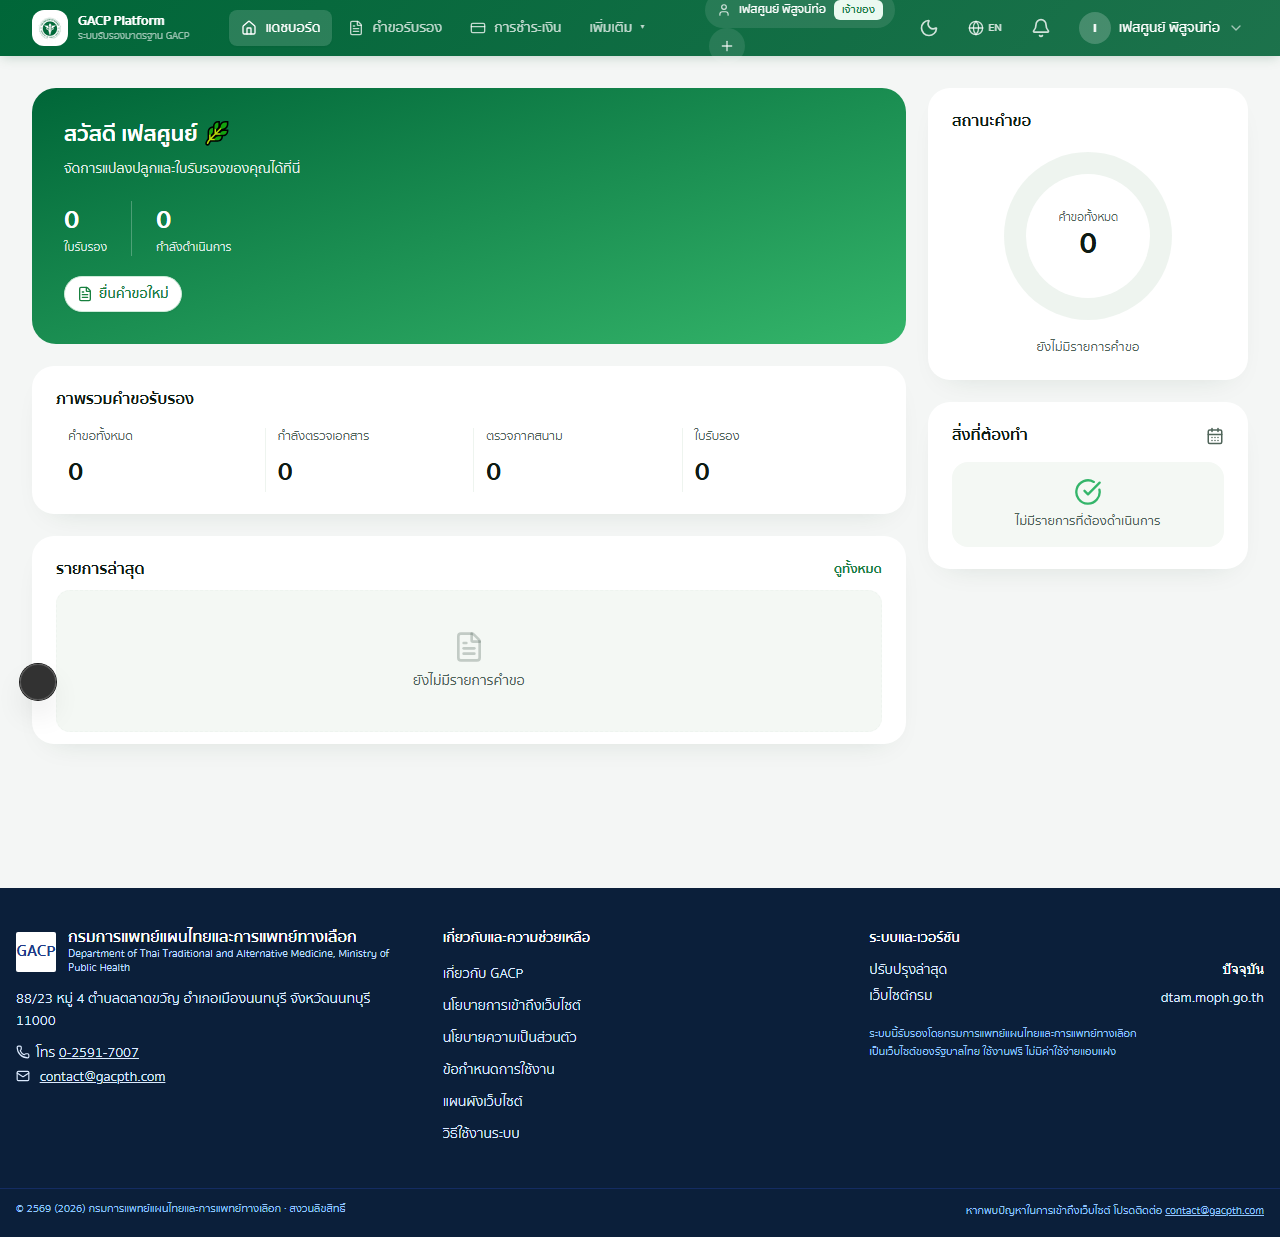 GACP Platform
ระบบรับรองมาตรฐาน GACP
แดชบอร์ด
คำขอรับรอง
การชำระเงิน
เพิ่มเติม
เฟสศูนย์ พิสูจน์ท่อ
เจ้าของ
EN
เฟสศูนย์ พิสูจน์ท่อ
สวัสดี เฟสศูนย์
จัดการแปลงปลูกและใบรับรองของคุณได้ที่นี่
0
ใบรับรอง
0
กำลังดำเนินการ
ยื่นคำขอใหม่
สถานะคำขอ
คำขอทั้งหมด
0
ยังไม่มีรายการคำขอ
ภาพรวมคำขอรับรอง
คำขอทั้งหมด
0
กำลังตรวจเอกสาร
0
ตรวจภาคสนาม
0
ใบรับรอง
0
สิ่งที่ต้องทำ
ไม่มีรายการที่ต้องดำเนินการ
รายการล่าสุด
ดูทั้งหมด
ยังไม่มีรายการคำขอ
GACP
กรมการแพทย์แผนไทยและการแพทย์ทางเลือก
Department of Thai Traditional and Alternative Medicine, Ministry of
Public Health
88/23 หมู่ 4 ตำบลตลาดขวัญ อำเภอเมืองนนทบุรี จังหวัดนนทบุรี
11000
โทร 0-2591-7007
contact@gacpth.com
เกี่ยวกับและความช่วยเหลือ
เกี่ยวกับ GACP
นโยบายการเข้าถึงเว็บไซต์
นโยบายความเป็นส่วนตัว
ข้อกำหนดการใช้งาน
แผนผังเว็บไซต์
วิธีใช้งานระบบ
ระบบและเวอร์ชัน
ปรับปรุงล่าสุด ปัจจุบัน
เว็บไซต์กรม dtam.moph.go.th
ระบบนี้รับรองโดยกรมการแพทย์แผนไทยและการแพทย์ทางเลือก
เป็นเว็บไซต์ของรัฐบาลไทย ใช้งานฟรี ไม่มีค่าใช้จ่ายแอบแฝง
© 2569 (2026) กรมการแพทย์แผนไทยและการแพทย์ทางเลือก · สงวนลิขสิทธิ์
หากพบปัญหาในการเข้าถึงเว็บไซต์ โปรดติดต่อ contact@gacpth.com